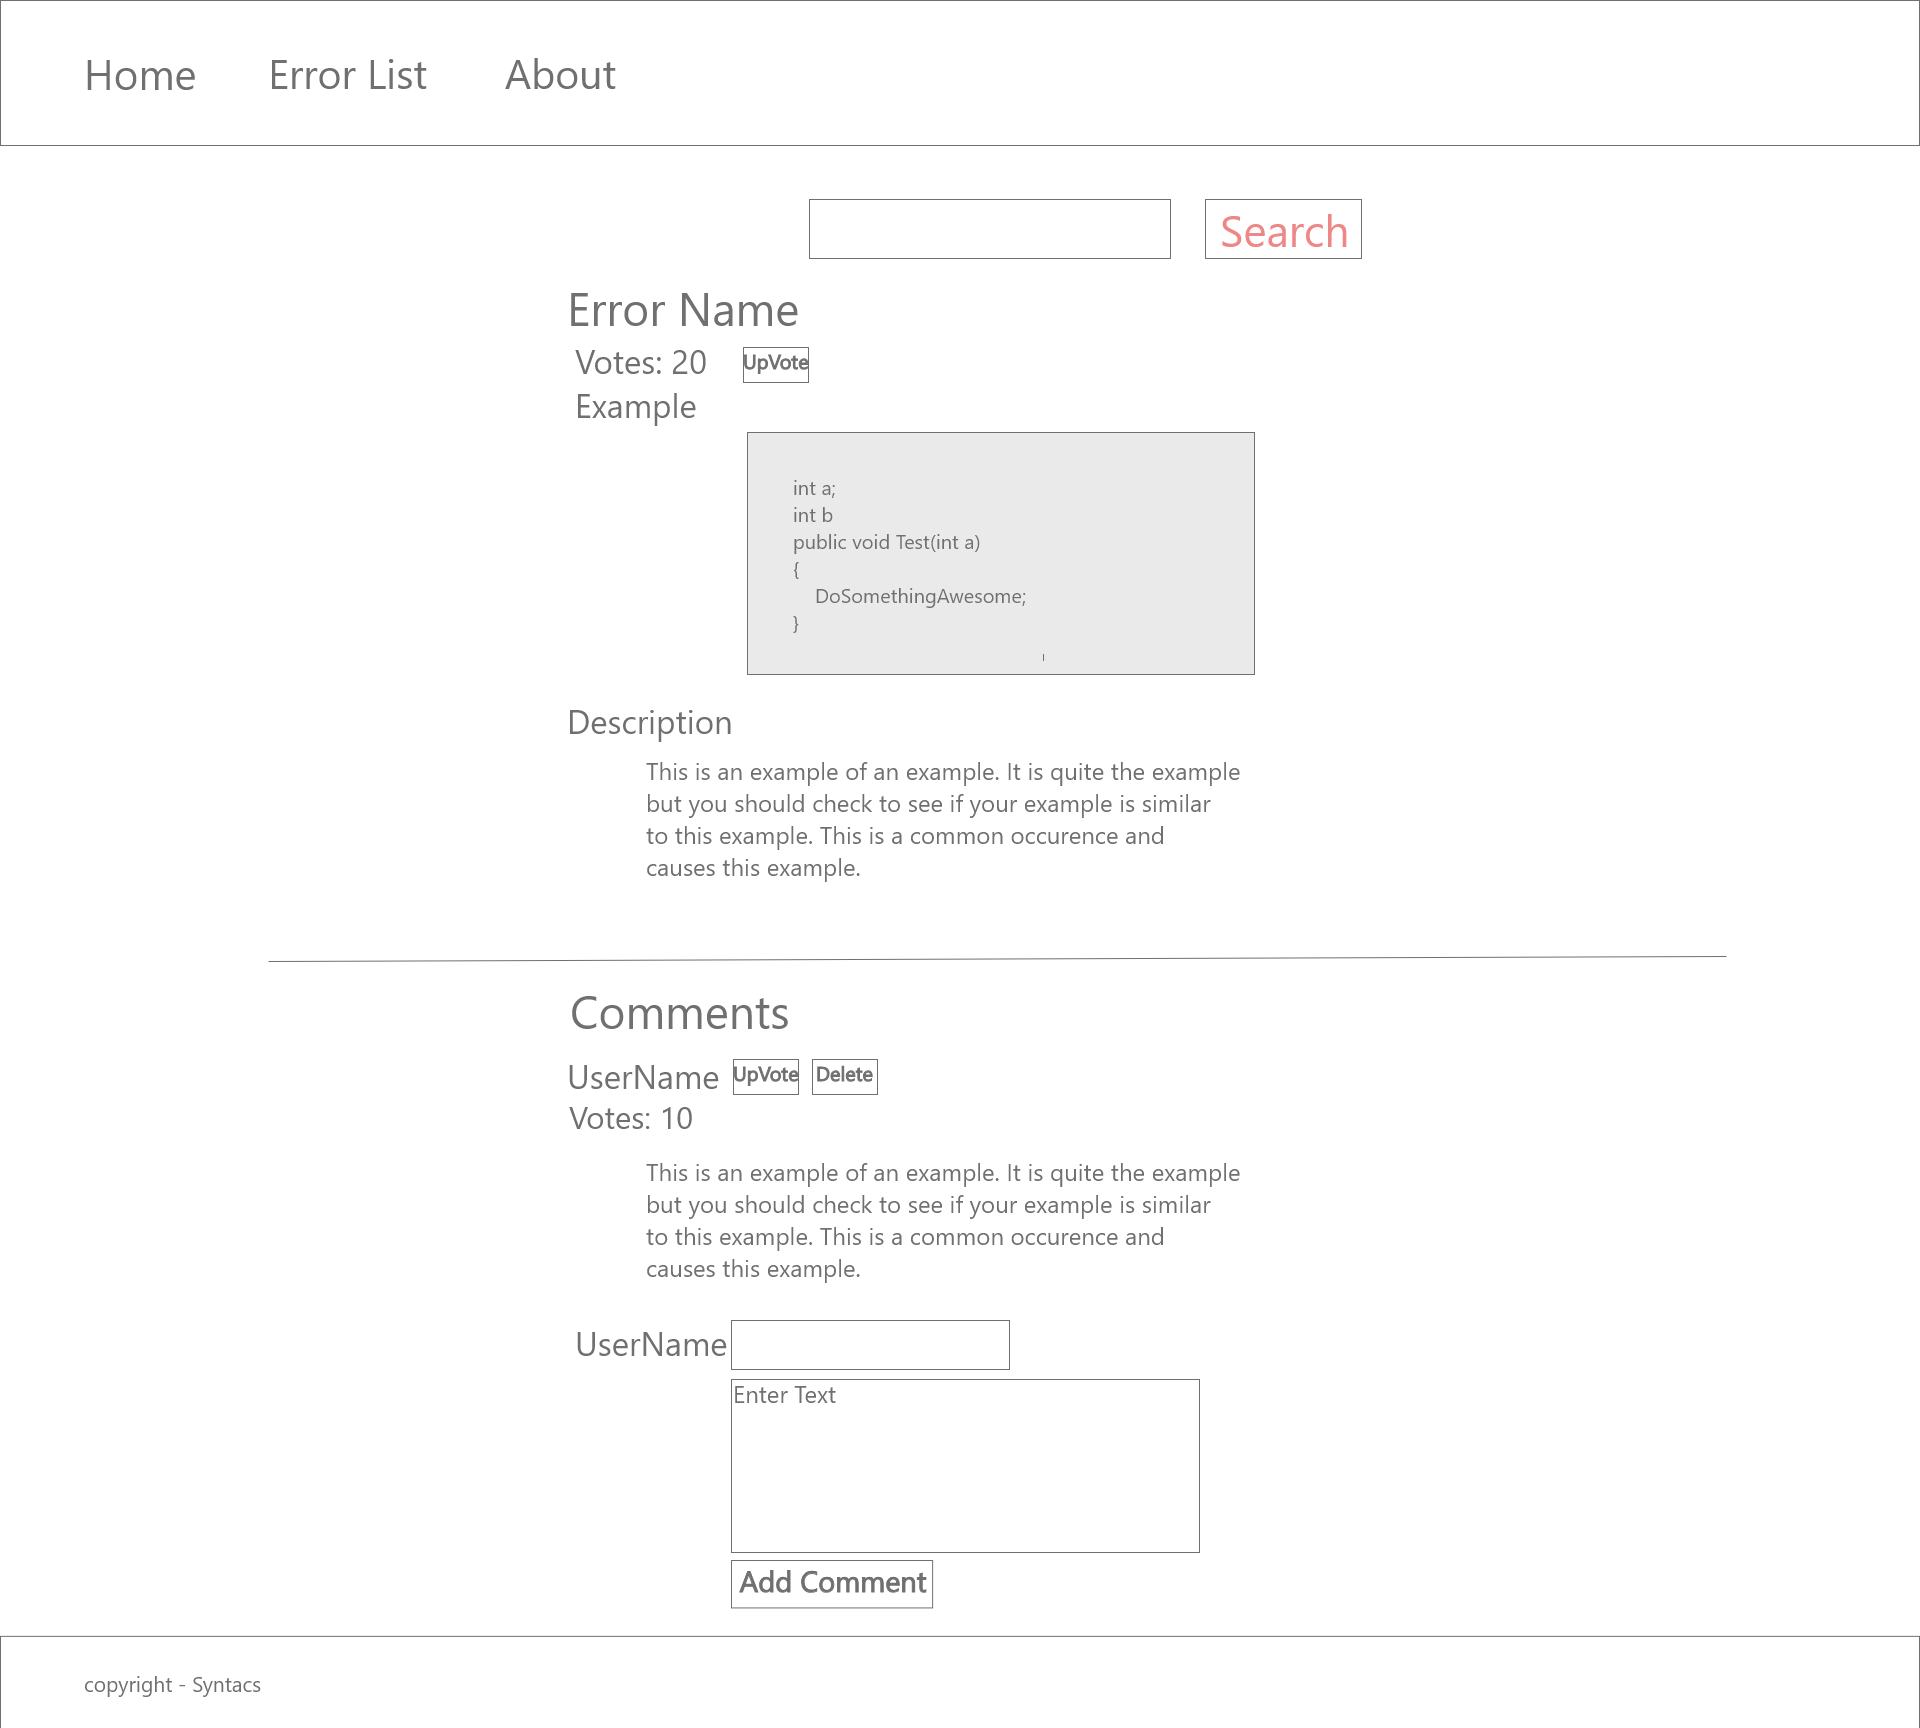 Home Error List About
Search
Error Name
Votes: 20 UpVote
Example
int a;
int b
public void Test(int a)
{
DoSomethingAwesome;
}
Description
This is an example of an example. It is quite the example
but you should check to see if your example is similar
to this example. This is a common occurence and
causes this example.
Comments
UserName UpVote Delete
Votes: 10
This is an example of an example. It is quite the example
but you should check to see if your example is similar
to this example. This is a common occurence and
causes this example.
UserName
Enter Text
Add Comment
copyright - Syntacs